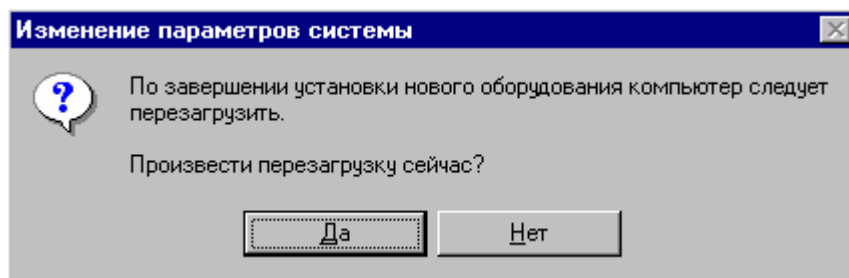 Изменение параметров системы
По завершении установки нового оборудования компьютер следует
перезагрузить.
Произвести перезагрузку сейчас?
Да
Нет